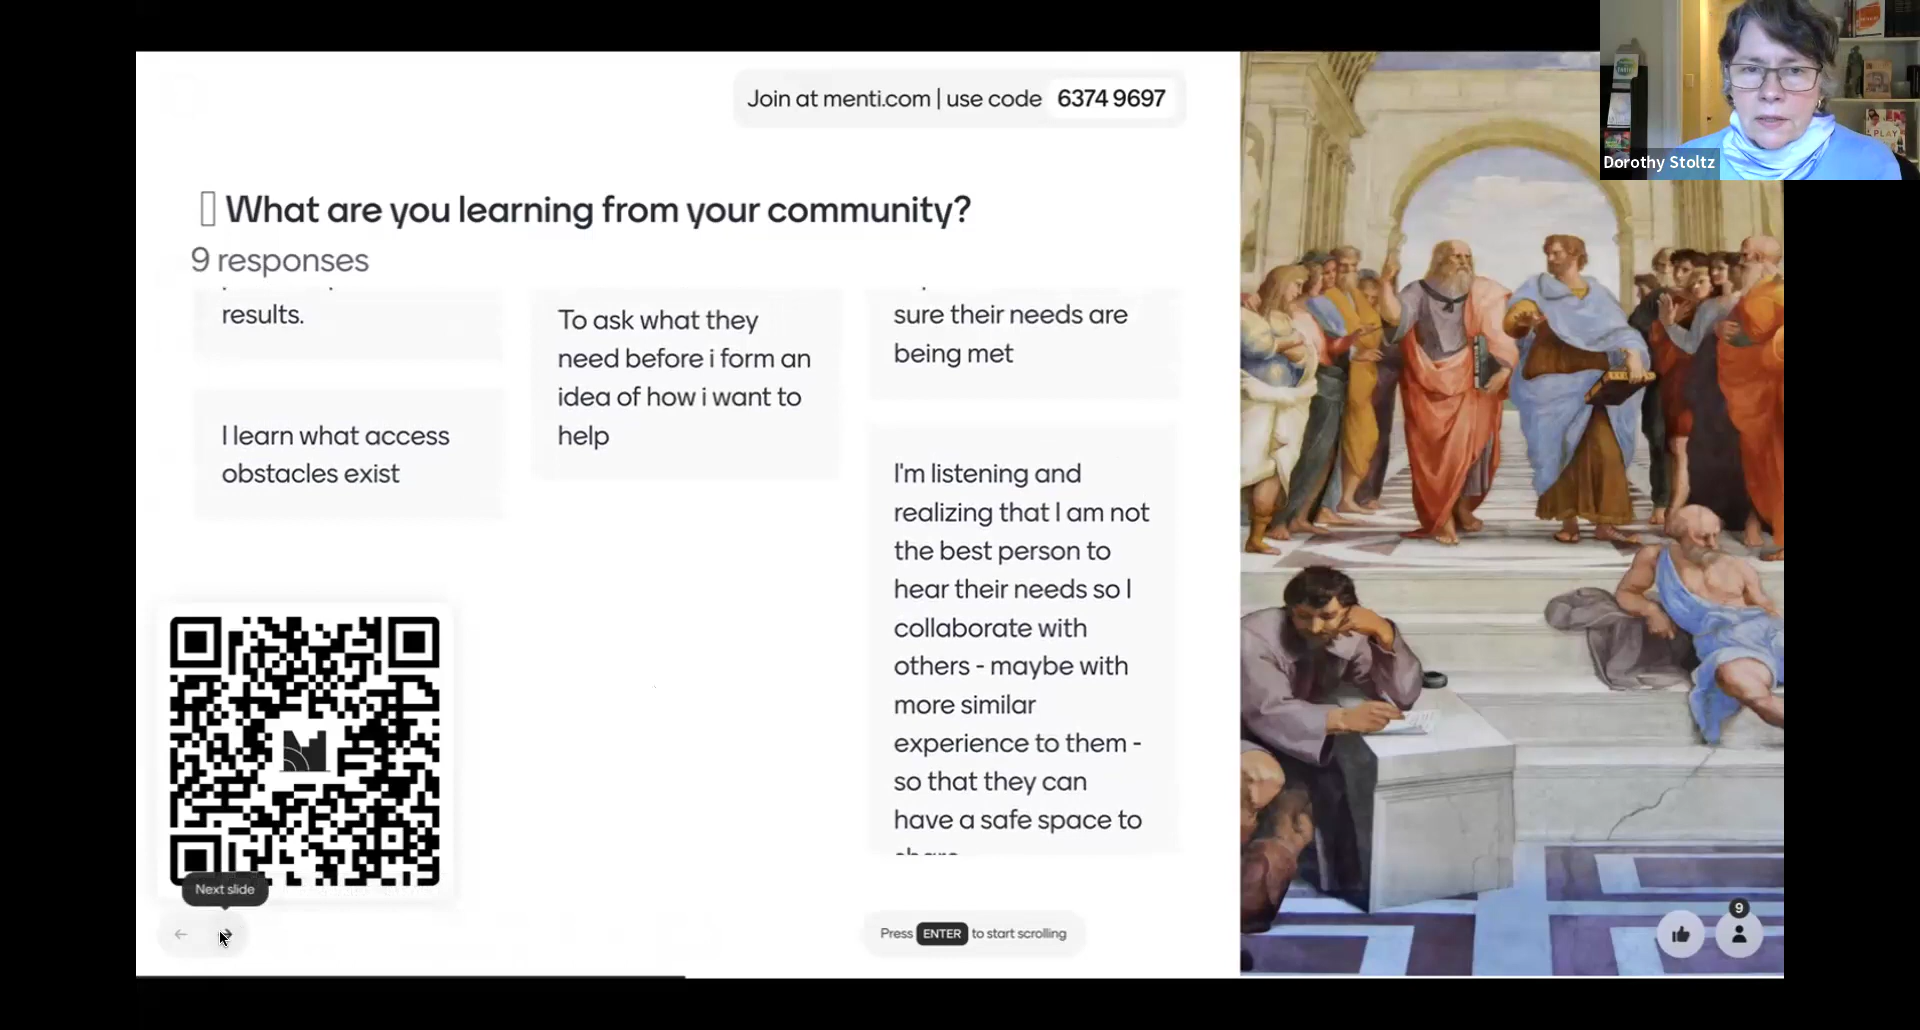 Join at menti.com | use code 6374 9697
Dorothy Stoltz
What are you learning from your community?
9 responses
results.
I learn what access
obstacles exist
To ask what they
need before i form an
idea of how i want to
help
sure their needs are
being met
I'm listening and
realizing that I am not
the best person to
hear their needs so I
collaborate with
others - maybe with
more similar
experience to them -
so that they can
have a safe space to
Next slide
Press ENTER to start scrolling
9
PLAY